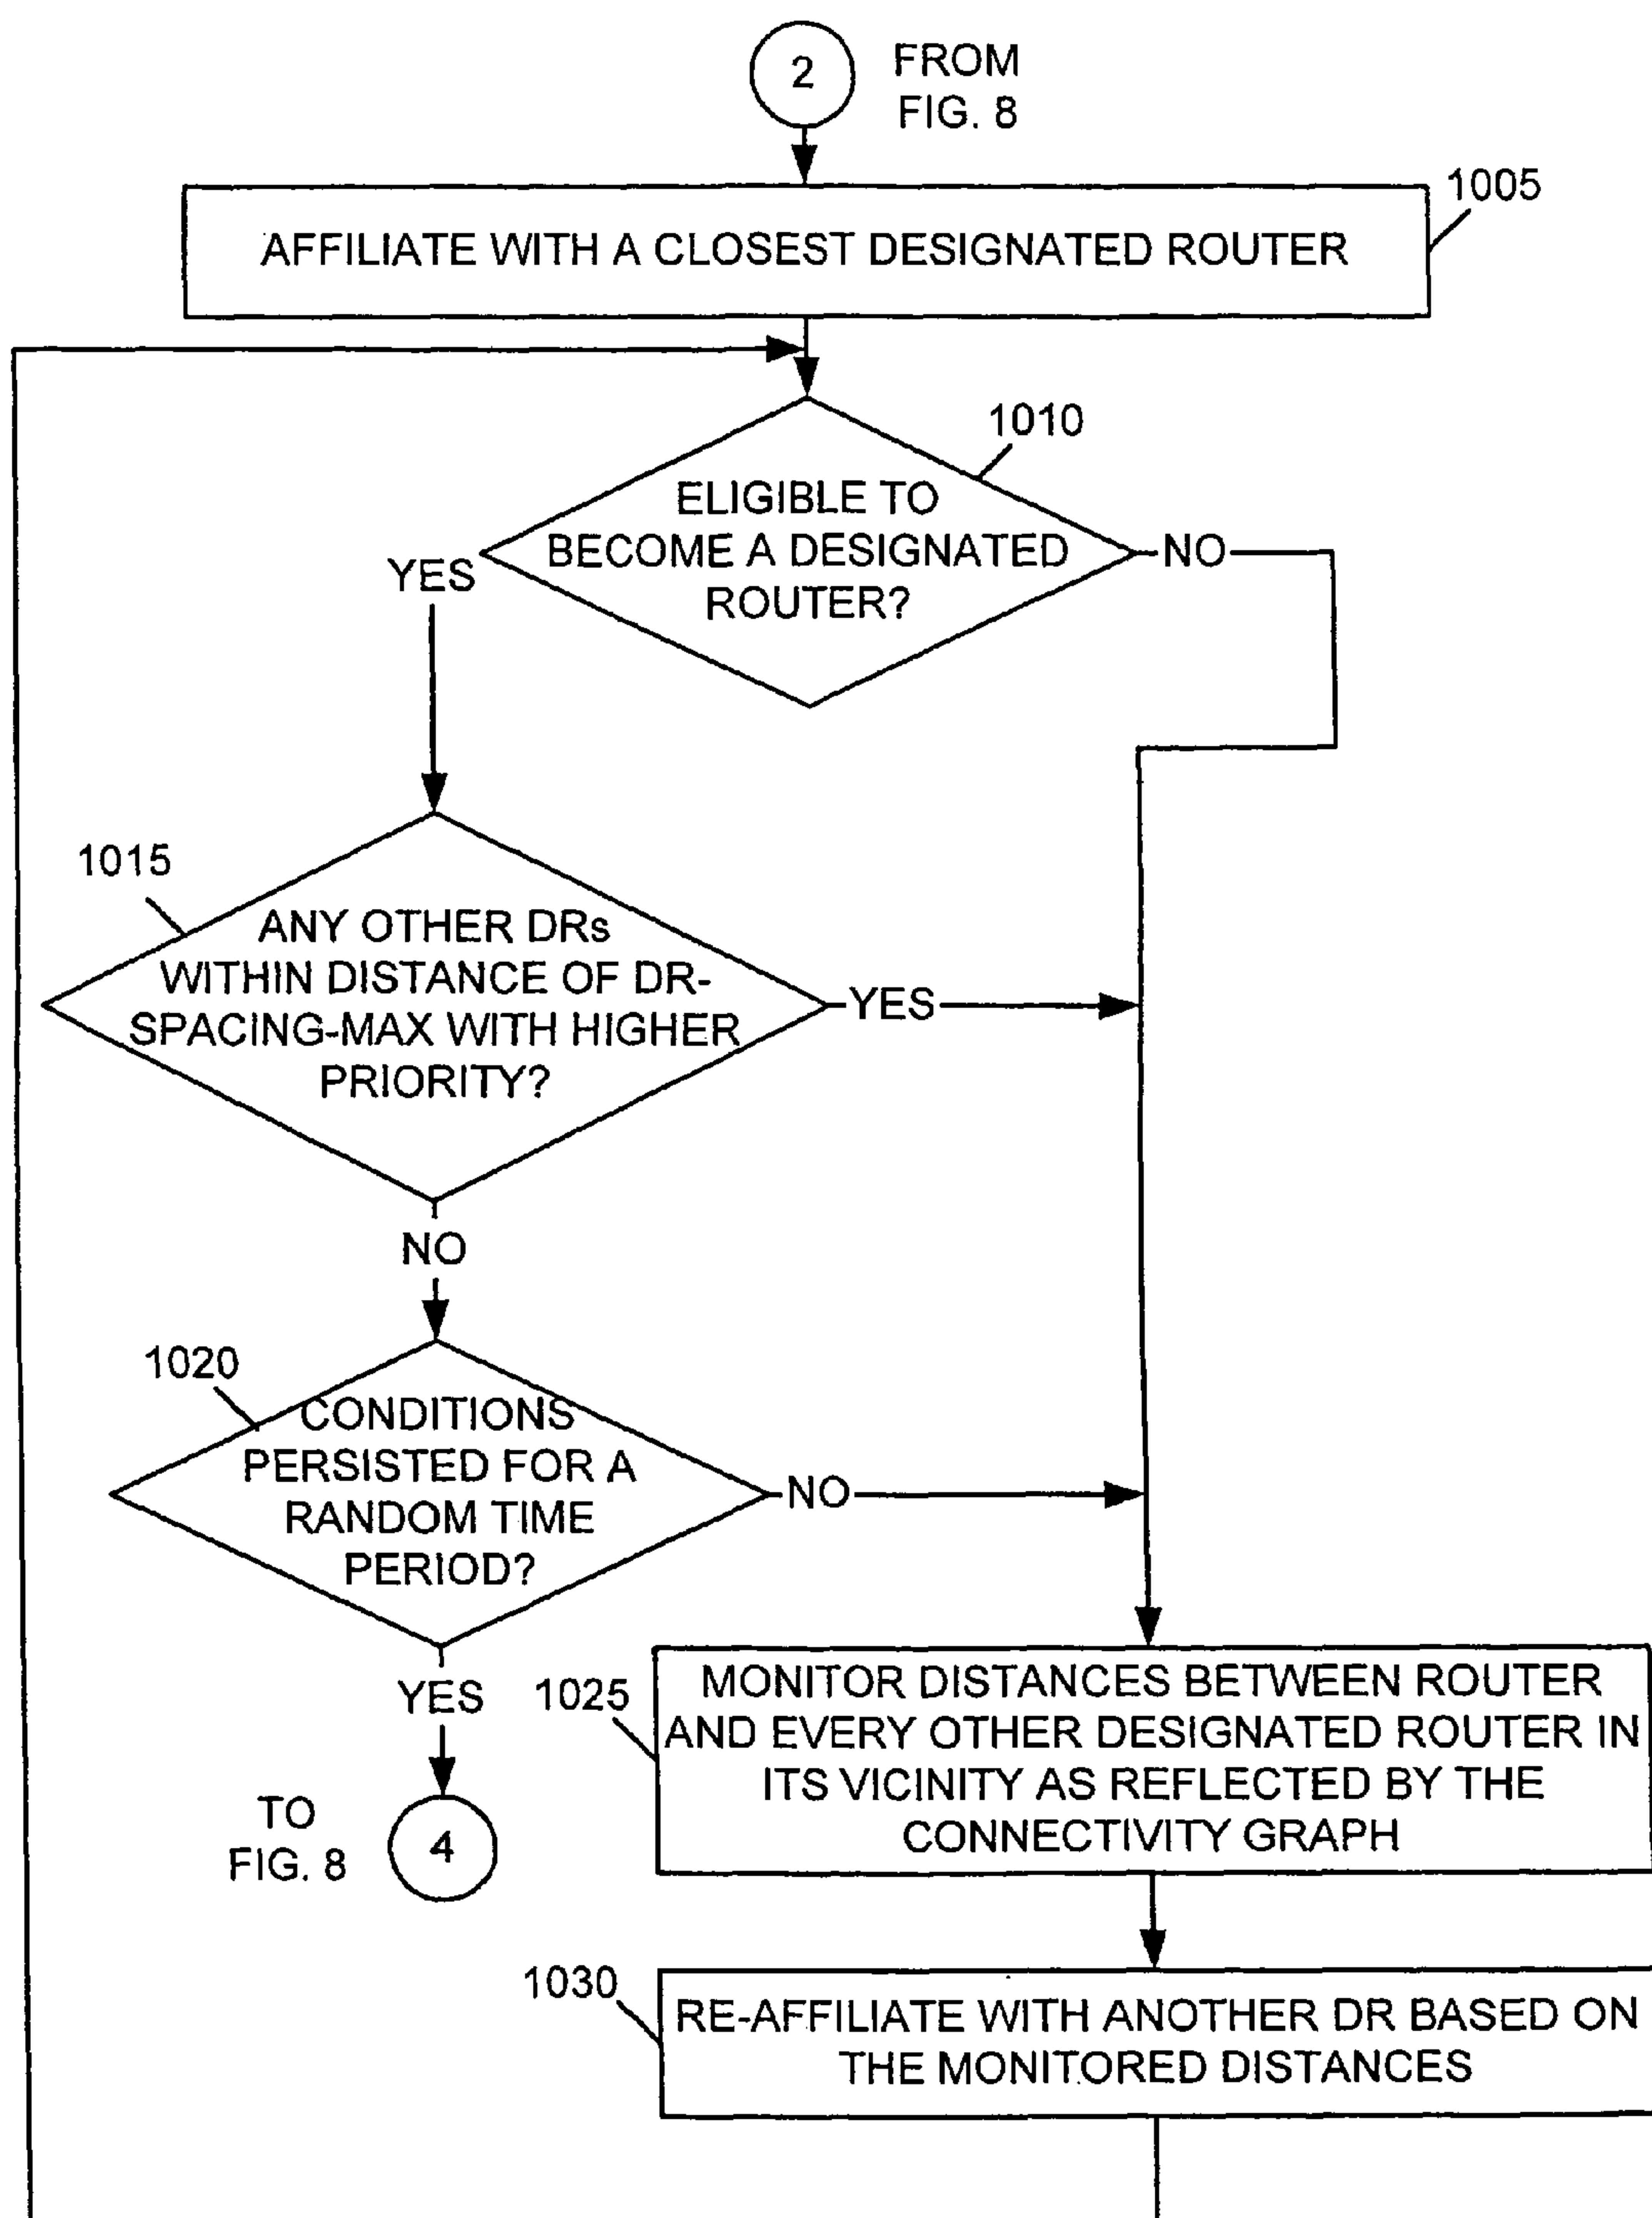 2
FROM
FIG. 8
1005
AFFILIATE WITH A CLOSEST DESIGNATED ROUTER
1010
ELIGIBLE TO
BECOME A DESIGNATED
ROUTER?
YES
NO
1015
ANY OTHER DRs
WITHIN DISTANCE OF DR-
SPACING-MAX WITH HIGHER
PRIORITY?
YES
NO
1020
CONDITIONS
PERSISTED FOR A
RANDOM TIME
PERIOD?
NO
YES
1025
MONITOR DISTANCES BETWEEN ROUTER
AND EVERY OTHER DESIGNATED ROUTER IN
ITS VICINITY AS REFLECTED BY THE
CONNECTIVITY GRAPH
TO
FIG. 8
4
1030
RE-AFFILIATE WITH ANOTHER DR BASED ON
THE MONITORED DISTANCES